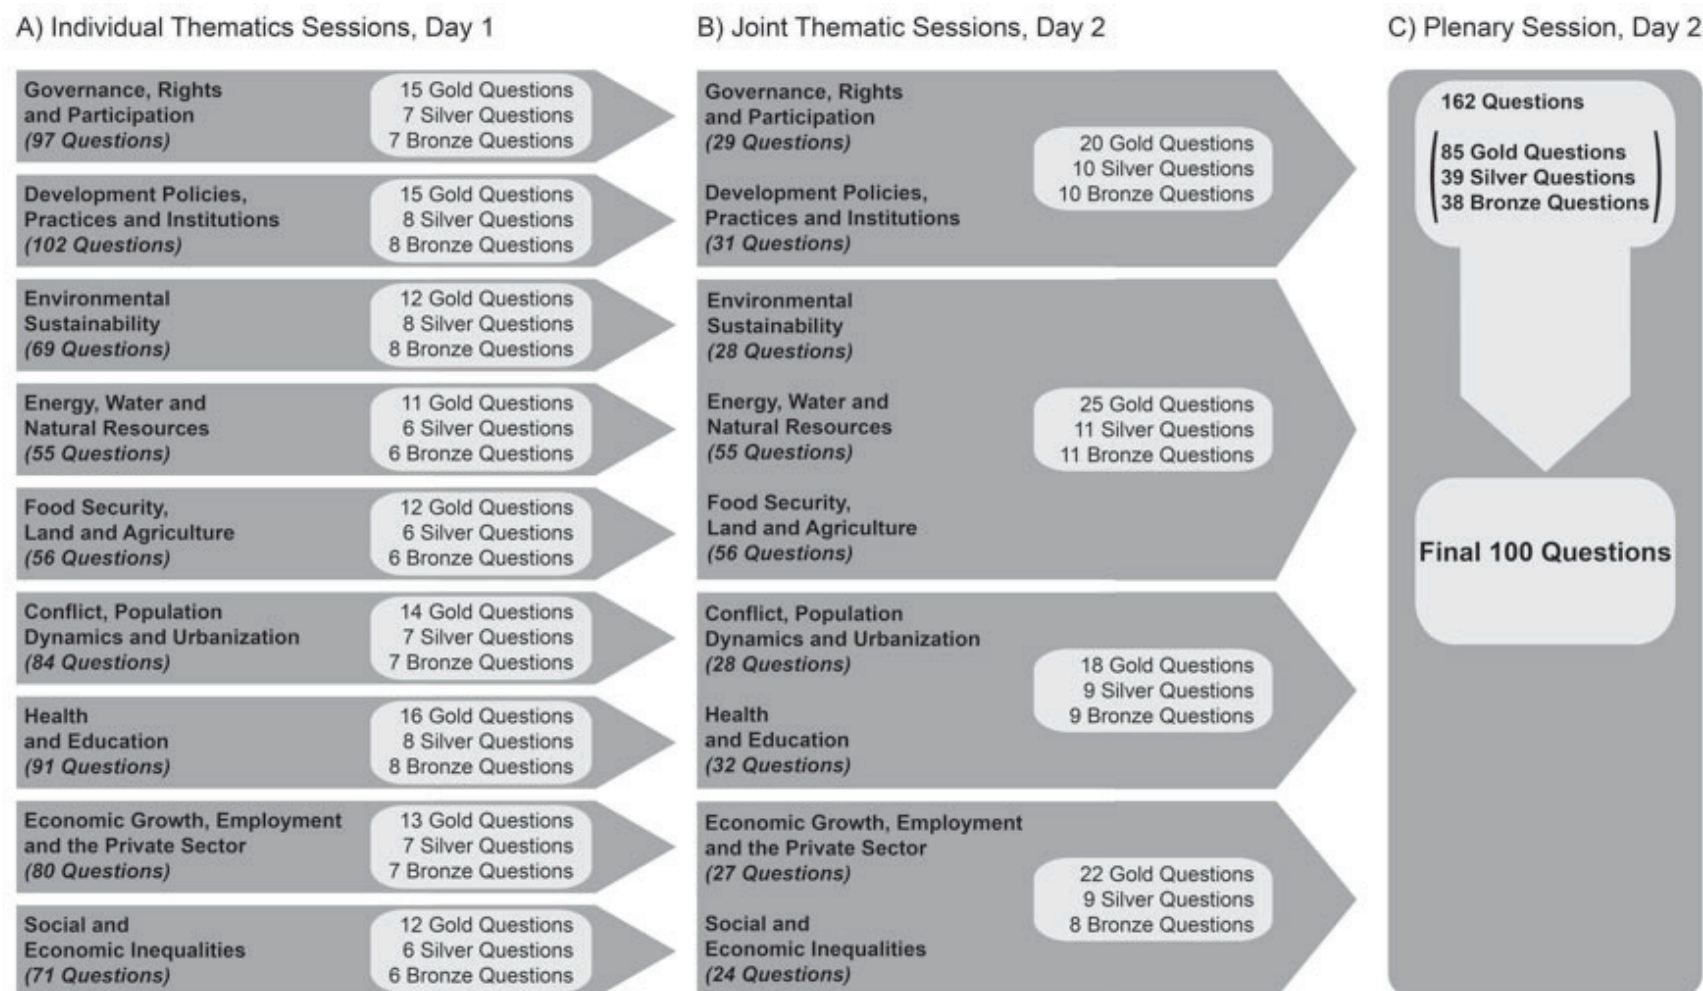 A) Individual Thematics Sessions, Day 1
Governance, Rights
and Participation
(97 Questions)
15 Gold Questions
7 Silver Questions
7 Bronze Questions
Development Policies,
Practices and Institutions
(102 Questions)
15 Gold Questions
8 Silver Questions
8 Bronze Questions
Environmental
Sustainability
(69 Questions)
12 Gold Questions
8 Silver Questions
8 Bronze Questions
Energy, Water and
Natural Resources
(55 Questions)
11 Gold Questions
6 Silver Questions
6 Bronze Questions
Food Security,
Land and Agriculture
(56 Questions)
12 Gold Questions
6 Silver Questions
6 Bronze Questions
Conflict, Population
Dynamics and Urbanization
(84 Questions)
14 Gold Questions
7 Silver Questions
7 Bronze Questions
Health
and Education
(91 Questions)
16 Gold Questions
8 Silver Questions
8 Bronze Questions
Economic Growth, Employment
and the Private Sector
(80 Questions)
13 Gold Questions
7 Silver Questions
7 Bronze Questions
Social and
Economic Inequalities
(71 Questions)
12 Gold Questions
6 Silver Questions
6 Bronze Questions
B) Joint Thematic Sessions, Day 2
Governance, Rights
and Participation
(29 Questions)
Development Policies,
Practices and Institutions
(31 Questions)
20 Gold Questions
10 Silver Questions
10 Bronze Questions
Environmental
Sustainability
(28 Questions)
Energy, Water and
Natural Resources
(55 Questions)
Food Security,
Land and Agriculture
(56 Questions)
25 Gold Questions
11 Silver Questions
11 Bronze Questions
Conflict, Population
Dynamics and Urbanization
(28 Questions)
Health
and Education
(32 Questions)
18 Gold Questions
9 Silver Questions
9 Bronze Questions
Economic Growth, Employment
and the Private Sector
(27 Questions)
Social and
Economic Inequalities
(24 Questions)
22 Gold Questions
9 Silver Questions
8 Bronze Questions
C) Plenary Session, Day 2
162 Questions
85 Gold Questions
39 Silver Questions
38 Bronze Questions
Final 100 Questions